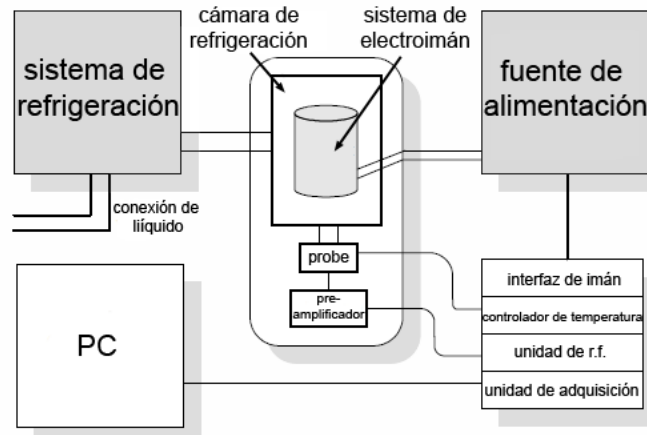 cámara de
refrigeración
sistema de
electroimán
sistema de
refrigeración
fuente de
alimentación
conexión de
liíquido
probe
pre-
amplificador
interfaz de imán
controlador de temperatura
unidad de r.f.
unidad de adquisición
PC